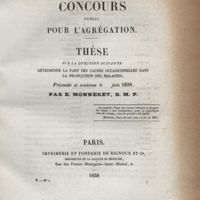 CONCOURS
PUBLIC
POUR L'AGRÉGATION.
THÈSE
SUR LA QUESTION SUIVANTE :
DÉTERMINER LA PART DES CAUSES OCCASIONNELLES DANS
LA PRODUCTION DES MALADIES.
Présentée et soutenue le juin 1838,
PAR E. MONNERET, D. M. P.
PARIS.
IMPRIMERIE ET FONDERIE DE RIGNOUX ET Ce,
IMPRIMEURS DE LA FACULTÉ DE MÉDECINE,
Rue des Francs-Bourgeois-Saint-Michel, 8.
1838